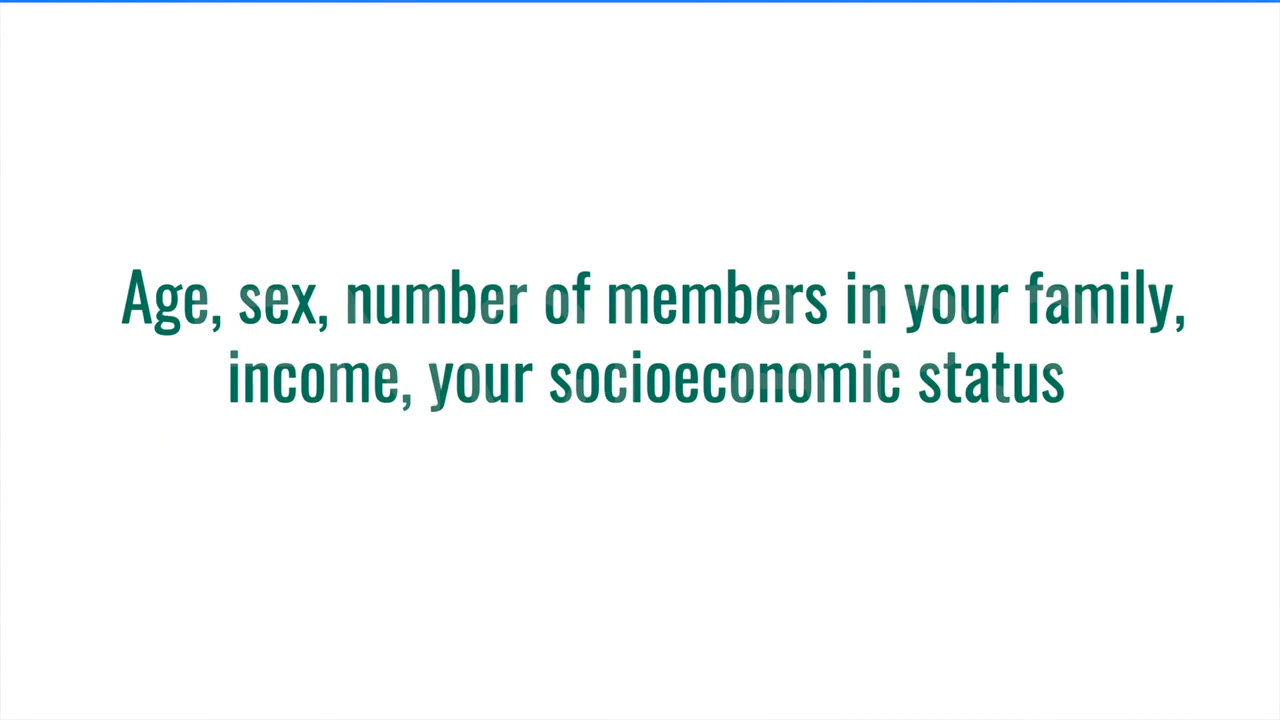 Age, sex, number of members in your family,
income, your socioeconomic status